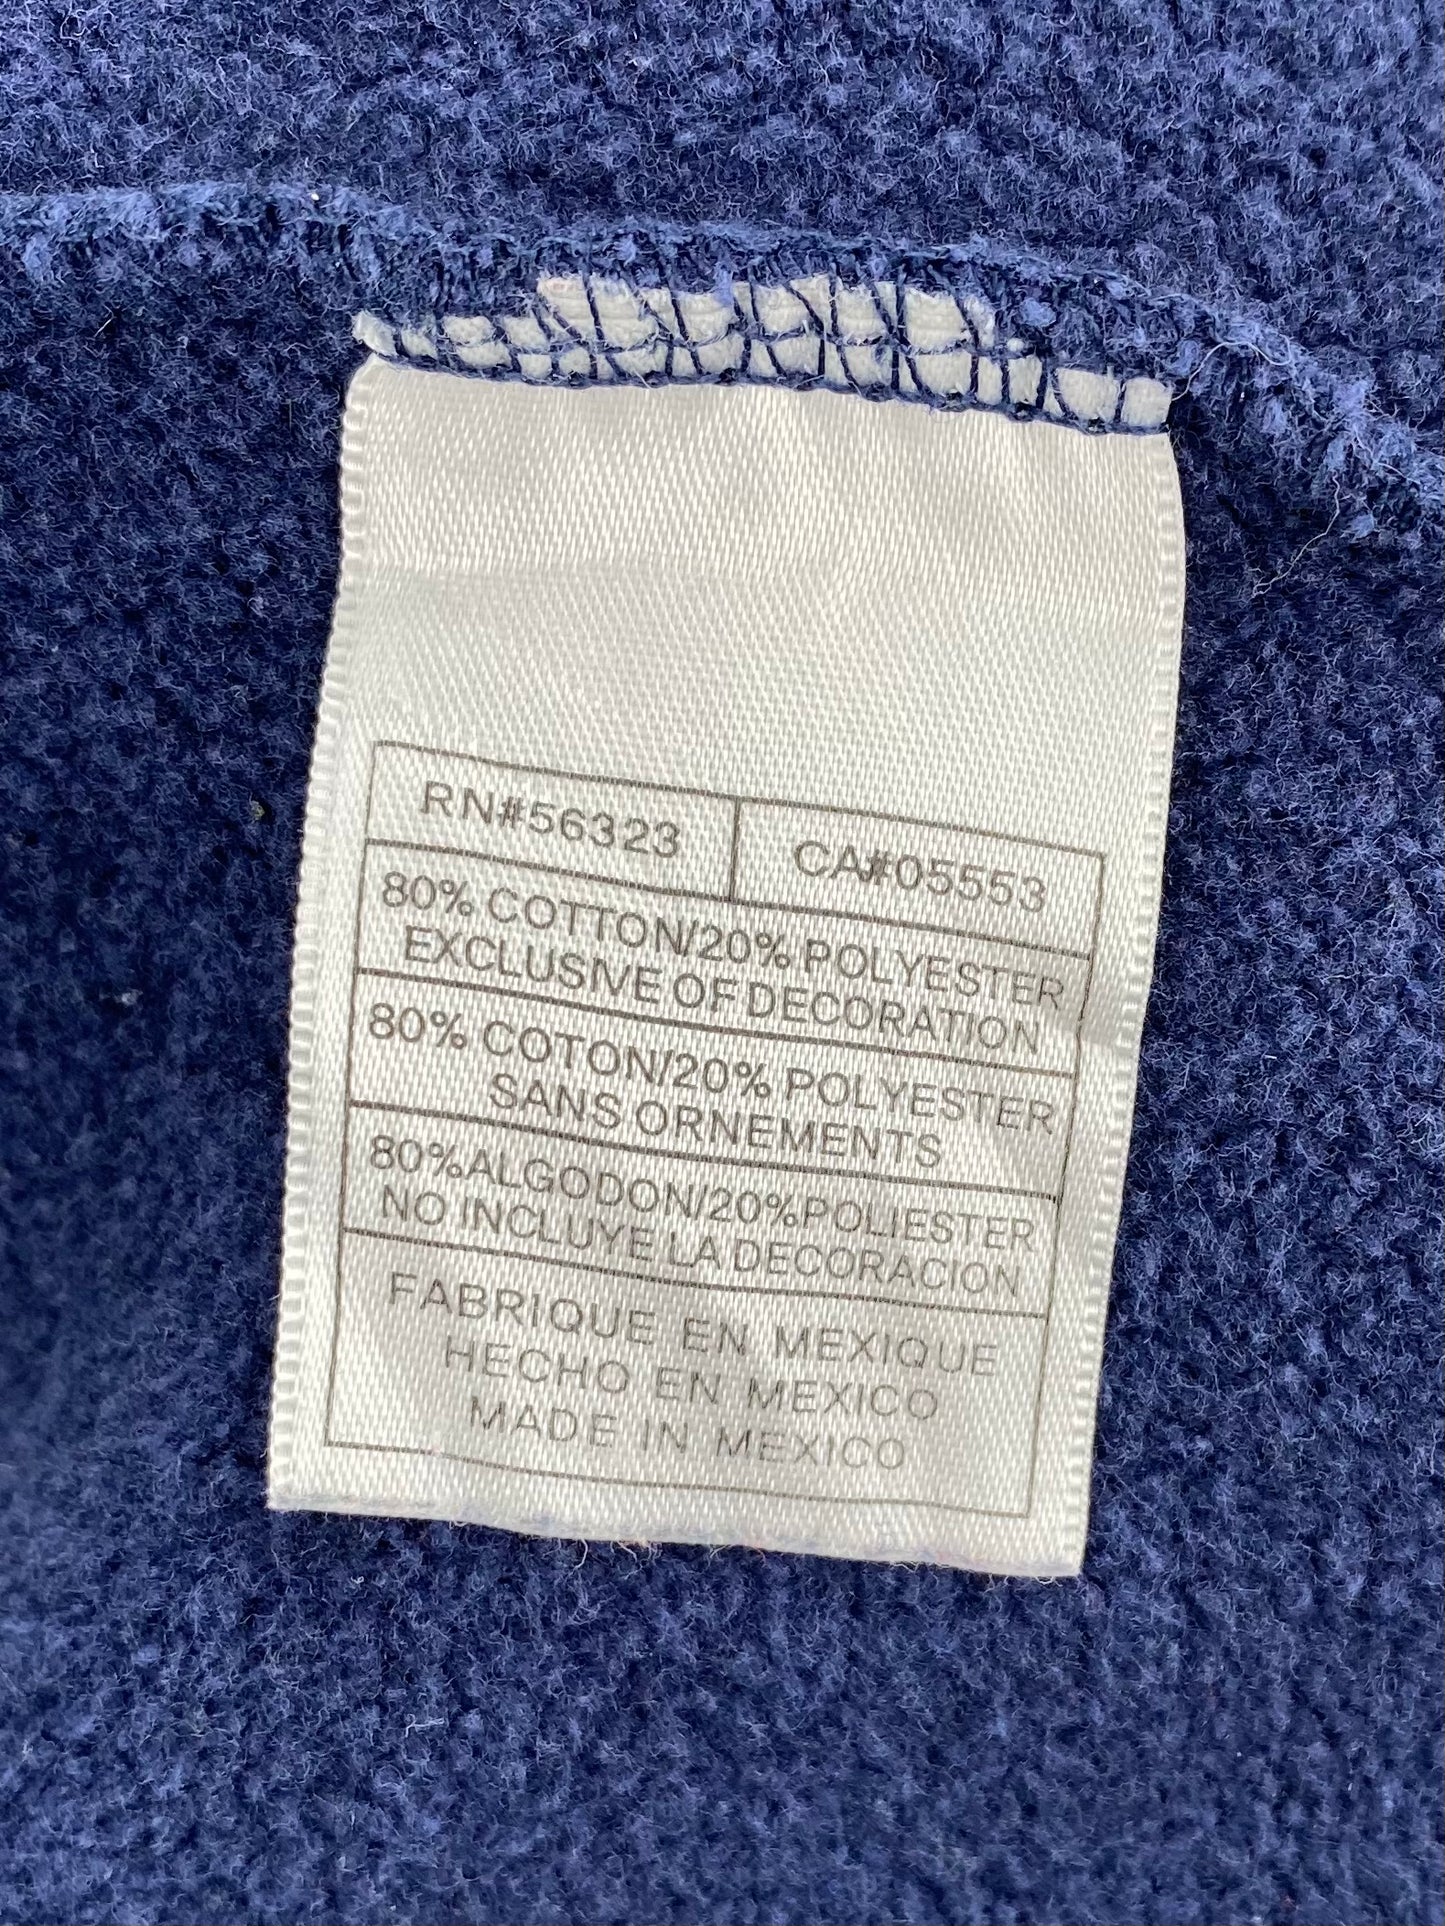 RN#56323 CA#05553
80% COTTON/20% POLYESTER
EXCLUSIVE OF DECORATION
80% COTON/20% POLYESTER
SANS ORNEMENTS
80%ALGODON/20%POLIESTER
NO INCLUYE LA DECORACION
FABRIQUE EN MEXIQUE
HECHO EN MEXICO
MADE IN MEXICO